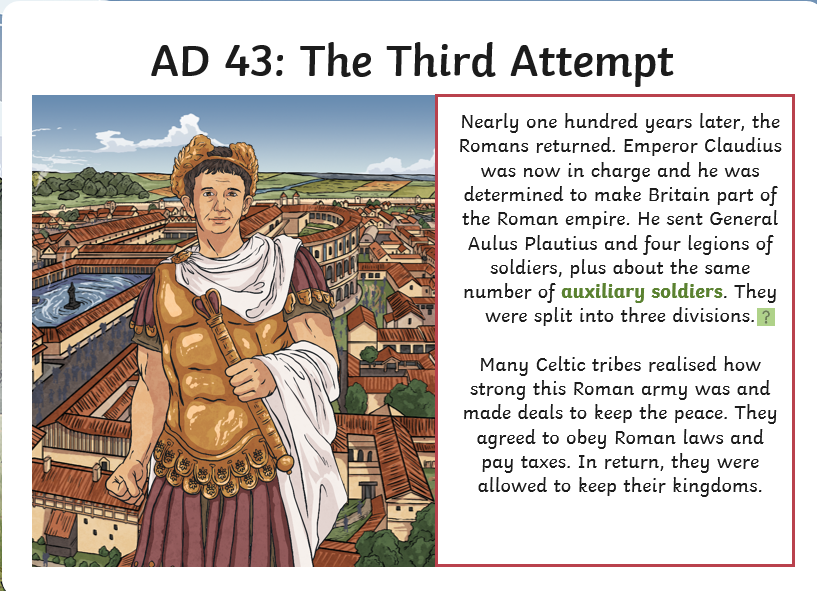 AD 43: The Third Attempt
Nearly one hundred years later, the
Romans returned. Emperor Claudius
was now in charge and he was
determined to make Britain part of
the Roman empire. He sent General
Aulus Plautius and four legions of
soldiers, plus about the same
number of auxiliary soldiers. They
were split into three divisions. ?
Many Celtic tribes realised how
strong this Roman army was and
made deals to keep the peace. They
agreed to obey Roman laws and
pay taxes. In return, they were
allowed to keep their kingdoms.